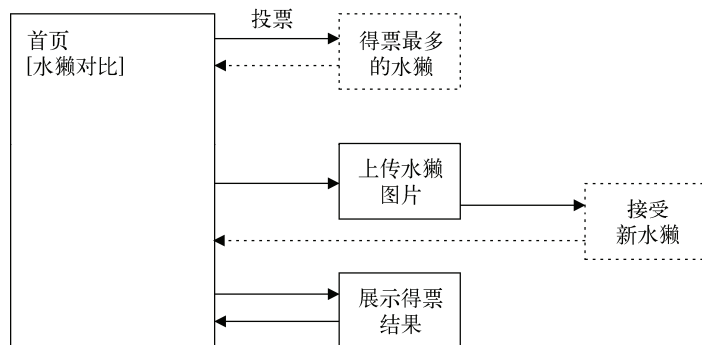 首页
[水獭对比]
投票
得票最多
的水獭
上传水獭
图片
接受
新水獭
展示得票
结果